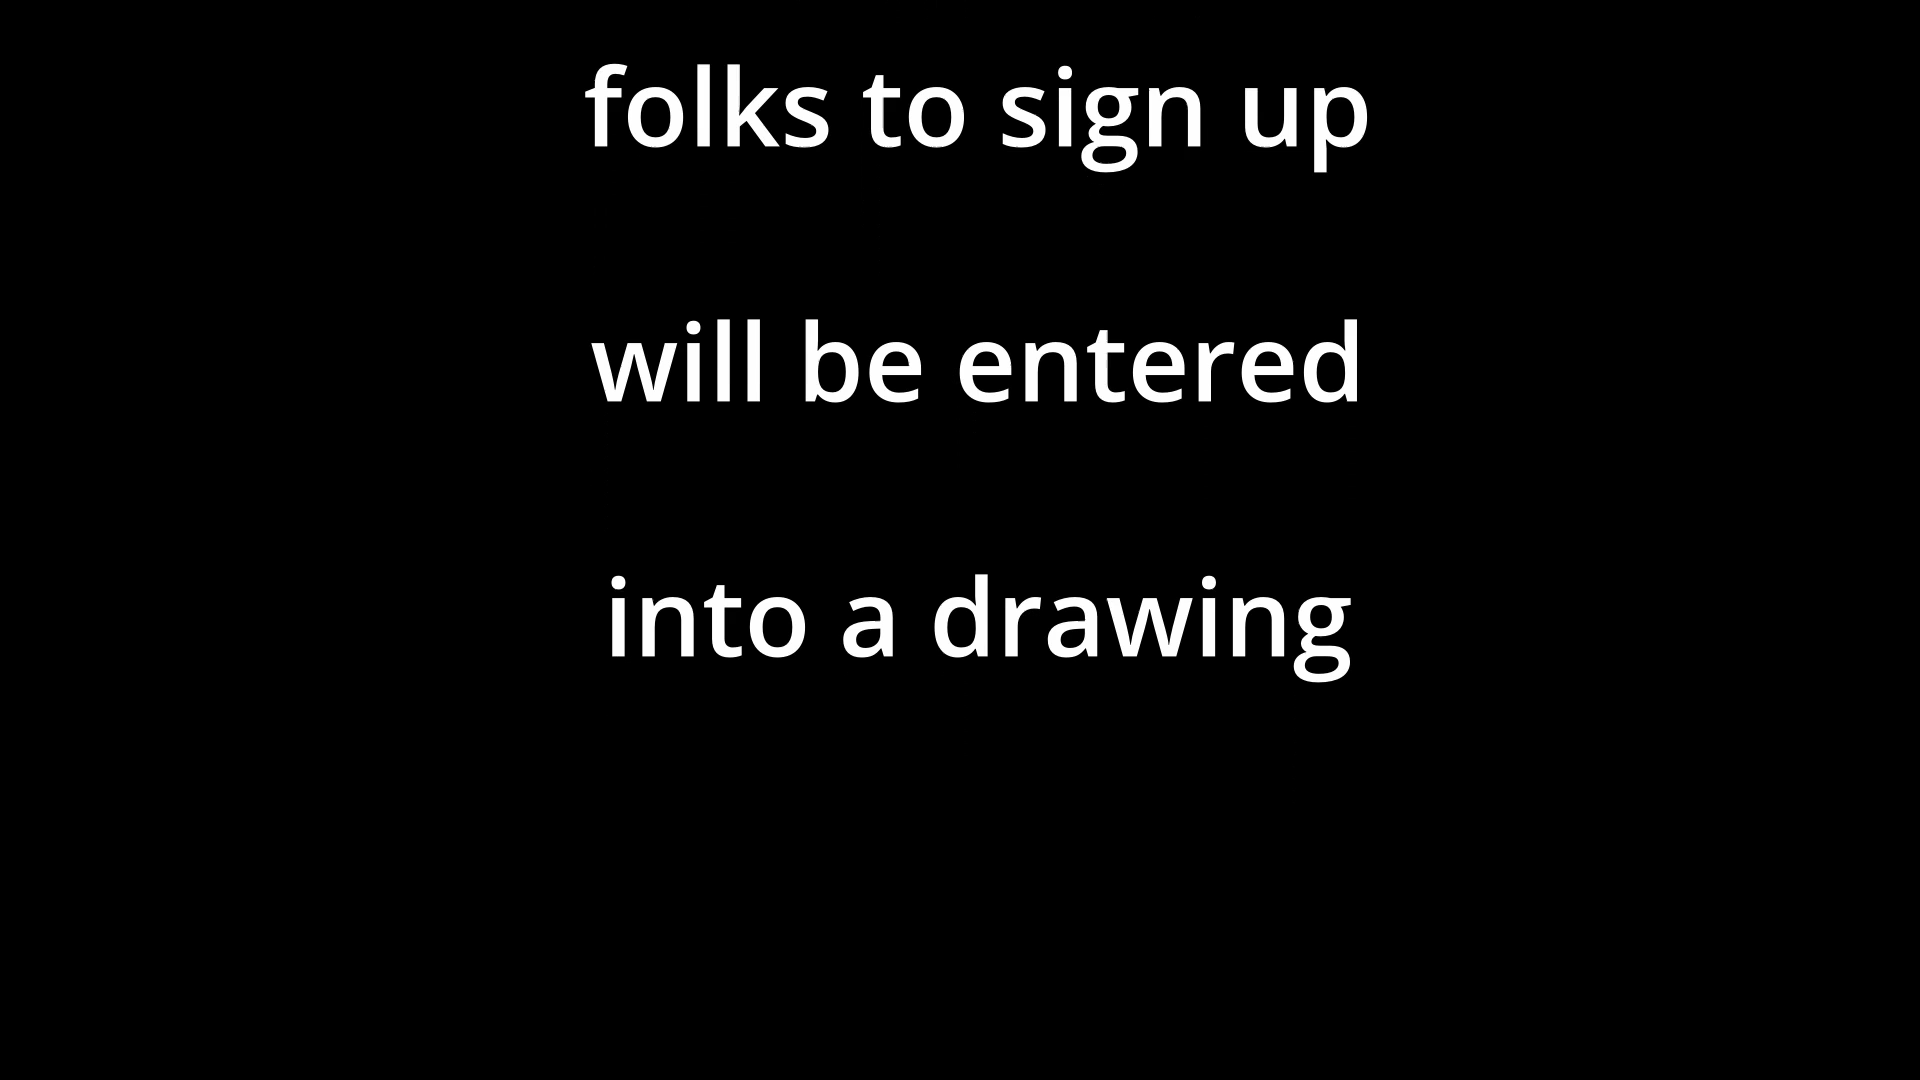 folks to sign up
will be entered
into a drawing